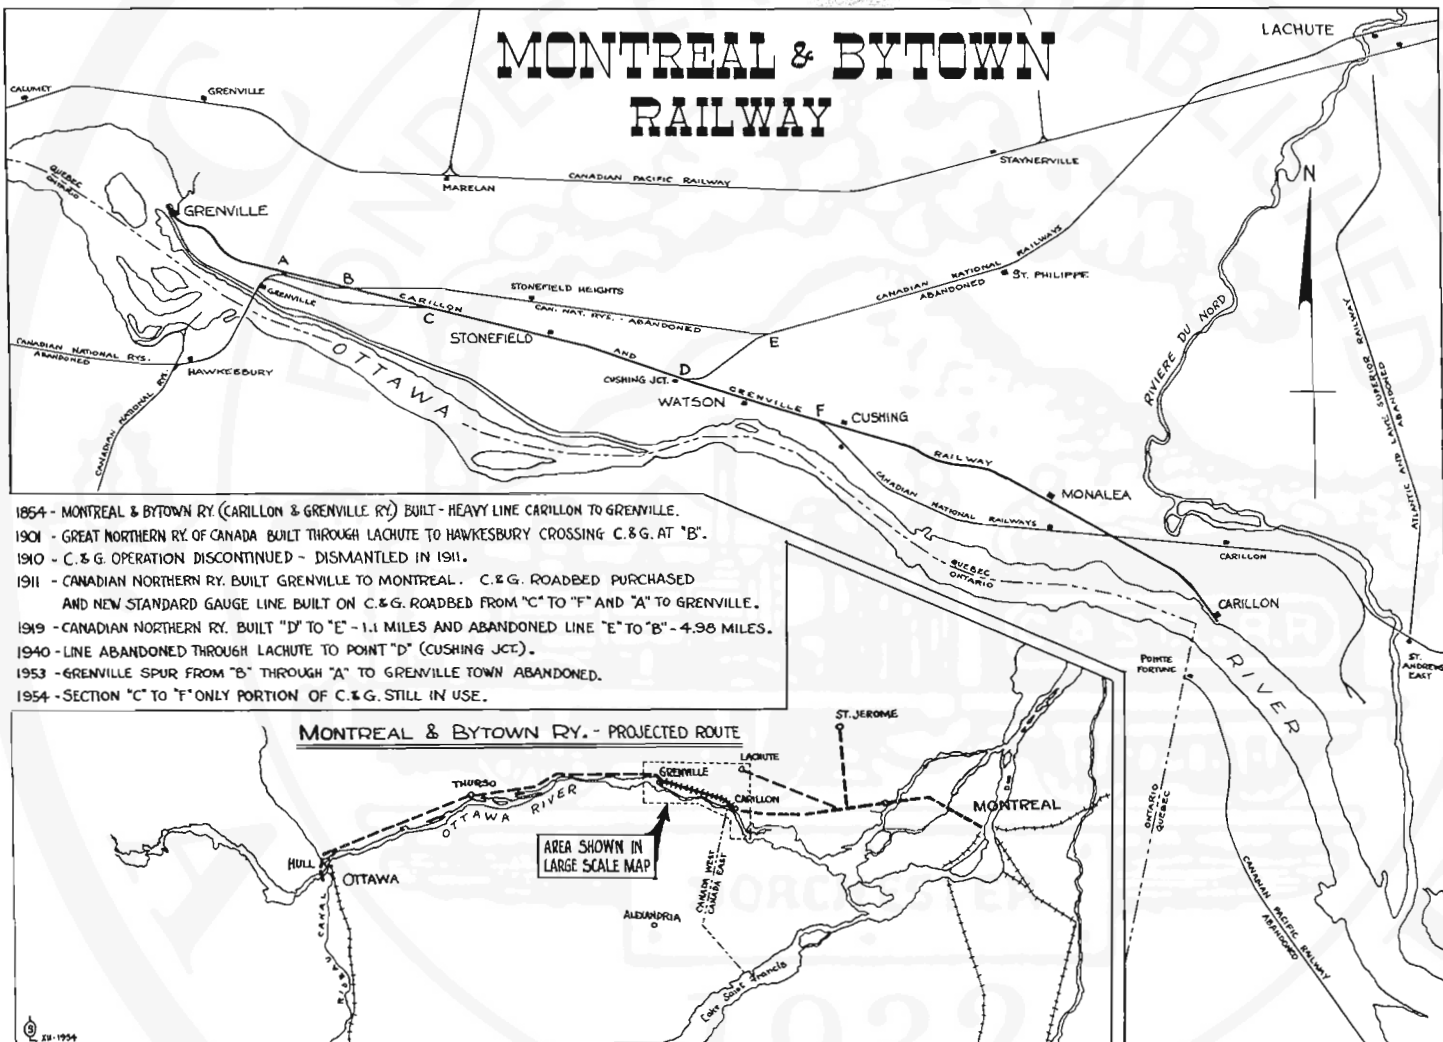 MONTREAL & BYTOWN
RAILWAY
LACHUTE
CALUMET
GRENVILLE
MARELAN
CANADIAN PACIFIC RAILWAY
STAYNERVILLE
N
QUEBEC
ONTARIO
GRENVILLE
A
B
GRENVILLE
CARILLON
C
STONEFIELD HEIGHTS
CAN. NAT. RYS. - ABANDONED
CANADIAN NATIONAL RAILWAYS
ABANDONED
ST. PHILIPPE
E
STONEFIELD
AND
D
CUSHING JCT.
WATSON
GRENVILLE
F
CUSHING
RAILWAY
MONALEA
CANADIAN NATIONAL RYS.
ABANDONED
HAWKESBURY
CANADIAN NATIONAL RY.
OTTAWA
RIVIERE DU NORD
ATLANTIC AND LAKE SUPERIOR RAILWAY
ABANDONED
CANADIAN NATIONAL RAILWAYS
CARILLON
QUEBEC
ONTARIO
CARILLON
RIVER
POINTE
FORTUNE
ST.
ANDREWS
EAST
ONTARIO
QUEBEC
CANADIAN PACIFIC RAILWAY
ABANDONED
1854 - MONTREAL & BYTOWN RY. (CARILLON & GRENVILLE RY.) BUILT - HEAVY LINE CARILLON TO GRENVILLE.
1901 - GREAT NORTHERN RY. OF CANADA BUILT THROUGH LACHUTE TO HAWKESBURY CROSSING C.& G. AT "B".
1910 - C.& G. OPERATION DISCONTINUED - DISMANTLED IN 1911.
1911 - CANADIAN NORTHERN RY. BUILT GRENVILLE TO MONTREAL. C.& G. ROADBED PURCHASED
AND NEW STANDARD GAUGE LINE BUILT ON C.& G. ROADBED FROM "C" TO "F" AND "A" TO GRENVILLE.
1919 - CANADIAN NORTHERN RY. BUILT "D" TO "E" - 1.1 MILES AND ABANDONED LINE "E" TO "B" - 4.98 MILES.
1940 - LINE ABANDONED THROUGH LACHUTE TO POINT "D" (CUSHING JCT.).
1953 - GRENVILLE SPUR FROM "B" THROUGH "A" TO GRENVILLE TOWN ABANDONED.
1954 - SECTION "C" TO "F" ONLY PORTION OF C.& G. STILL IN USE.
MONTREAL & BYTOWN RY. - PROJECTED ROUTE
ST. JEROME
LACHUTE
GRENVILLE
CARILLON
THURSO
OTTAWA RIVER
MONTREAL
AREA SHOWN IN
LARGE SCALE MAP
HULL
OTTAWA
CANADA WEST
CANADA EAST
ALEXANDRIA
RIDEAU CANAL
Lake Saint Francis
S
XII-1954